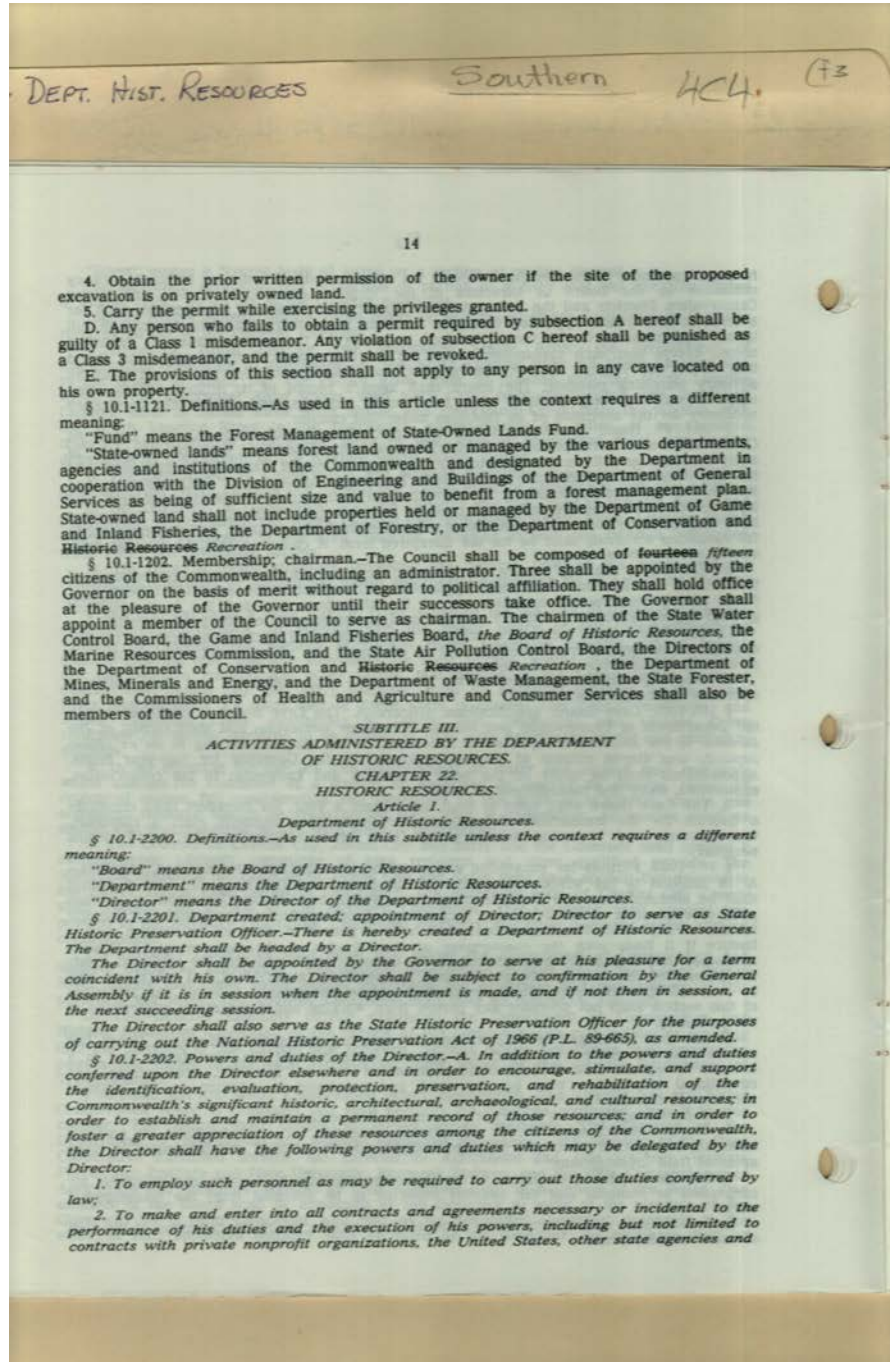 DEPT. HIST. RESOURCES
Southern
4C4.
14
4. Obtain the prior written permission of the owner if the site of the proposed
excavation is on privately owned land.
5. Carry the permit while exercising the privileges granted.
D. Any person who fails to obtain a permit required by subsection A hereof shall be
guilty of a Class 1 misdemeanor. Any violation of subsection C hereof shall be punished as
a Class 3 misdemeanor, and the permit shall be revoked.
E. The provisions of this section shall not apply to any person in any cave located on
his own property.
§ 10.1-1121. Definitions.–As used in this article unless the context requires a different
meaning:
"Fund" means the Forest Management of State-Owned Lands Fund.
"State-owned lands" means forest land owned or managed by the various departments,
agencies and institutions of the Commonwealth and designated by the Department in
cooperation with the Division of Engineering and Buildings of the Department of General
Services as being of sufficient size and value to benefit from a forest management plan.
State-owned land shall not include properties held or managed by the Department of Game
and Inland Fisheries, the Department of Forestry, or the Department of Conservation and
Historic Resources Recreation .
§ 10.1-1202. Membership; chairman.–The Council shall be composed of fourteen fifteen
citizens of the Commonwealth, including an administrator. Three shall be appointed by the
Governor on the basis of merit without regard to political affiliation. They shall hold office
at the pleasure of the Governor until their successors take office. The Governor shall
appoint a member of the Council to serve as chairman. The chairmen of the State Water
Control Board, the Game and Inland Fisheries Board, the Board of Historic Resources, the
Marine Resources Commission, and the State Air Pollution Control Board, the Directors of
the Department of Conservation and Historic Resources Recreation , the Department of
Mines, Minerals and Energy, and the Department of Waste Management, the State Forester,
and the Commissioners of Health and Agriculture and Consumer Services shall also be
members of the Council.
SUBTITLE III.
ACTIVITIES ADMINISTERED BY THE DEPARTMENT
OF HISTORIC RESOURCES.
CHAPTER 22.
HISTORIC RESOURCES.
Article 1.
Department of Historic Resources.
§ 10.1-2200. Definitions.–As used in this subtitle unless the context requires a different
meaning:
"Board" means the Board of Historic Resources.
"Department" means the Department of Historic Resources.
"Director" means the Director of the Department of Historic Resources.
§ 10.1-2201. Department created; appointment of Director; Director to serve as State
Historic Preservation Officer.–There is hereby created a Department of Historic Resources.
The Department shall be headed by a Director.
The Director shall be appointed by the Governor to serve at his pleasure for a term
coincident with his own. The Director shall be subject to confirmation by the General
Assembly if it is in session when the appointment is made, and if not then in session, at
the next succeeding session.
The Director shall also serve as the State Historic Preservation Officer for the purposes
of carrying out the National Historic Preservation Act of 1966 (P.L. 89-665), as amended.
§ 10.1-2202. Powers and duties of the Director.–A. In addition to the powers and duties
conferred upon the Director elsewhere and in order to encourage, stimulate, and support
the identification, evaluation, protection, preservation, and rehabilitation of the
Commonwealth's significant historic, architectural, archaeological, and cultural resources; in
order to establish and maintain a permanent record of those resources; and in order to
foster a greater appreciation of these resources among the citizens of the Commonwealth,
the Director shall have the following powers and duties which may be delegated by the
Director:
1. To employ such personnel as may be required to carry out those duties conferred by
law;
2. To make and enter into all contracts and agreements necessary or incidental to the
performance of his duties and the execution of his powers, including but not limited to
contracts with private nonprofit organizations, the United States, other state agencies and